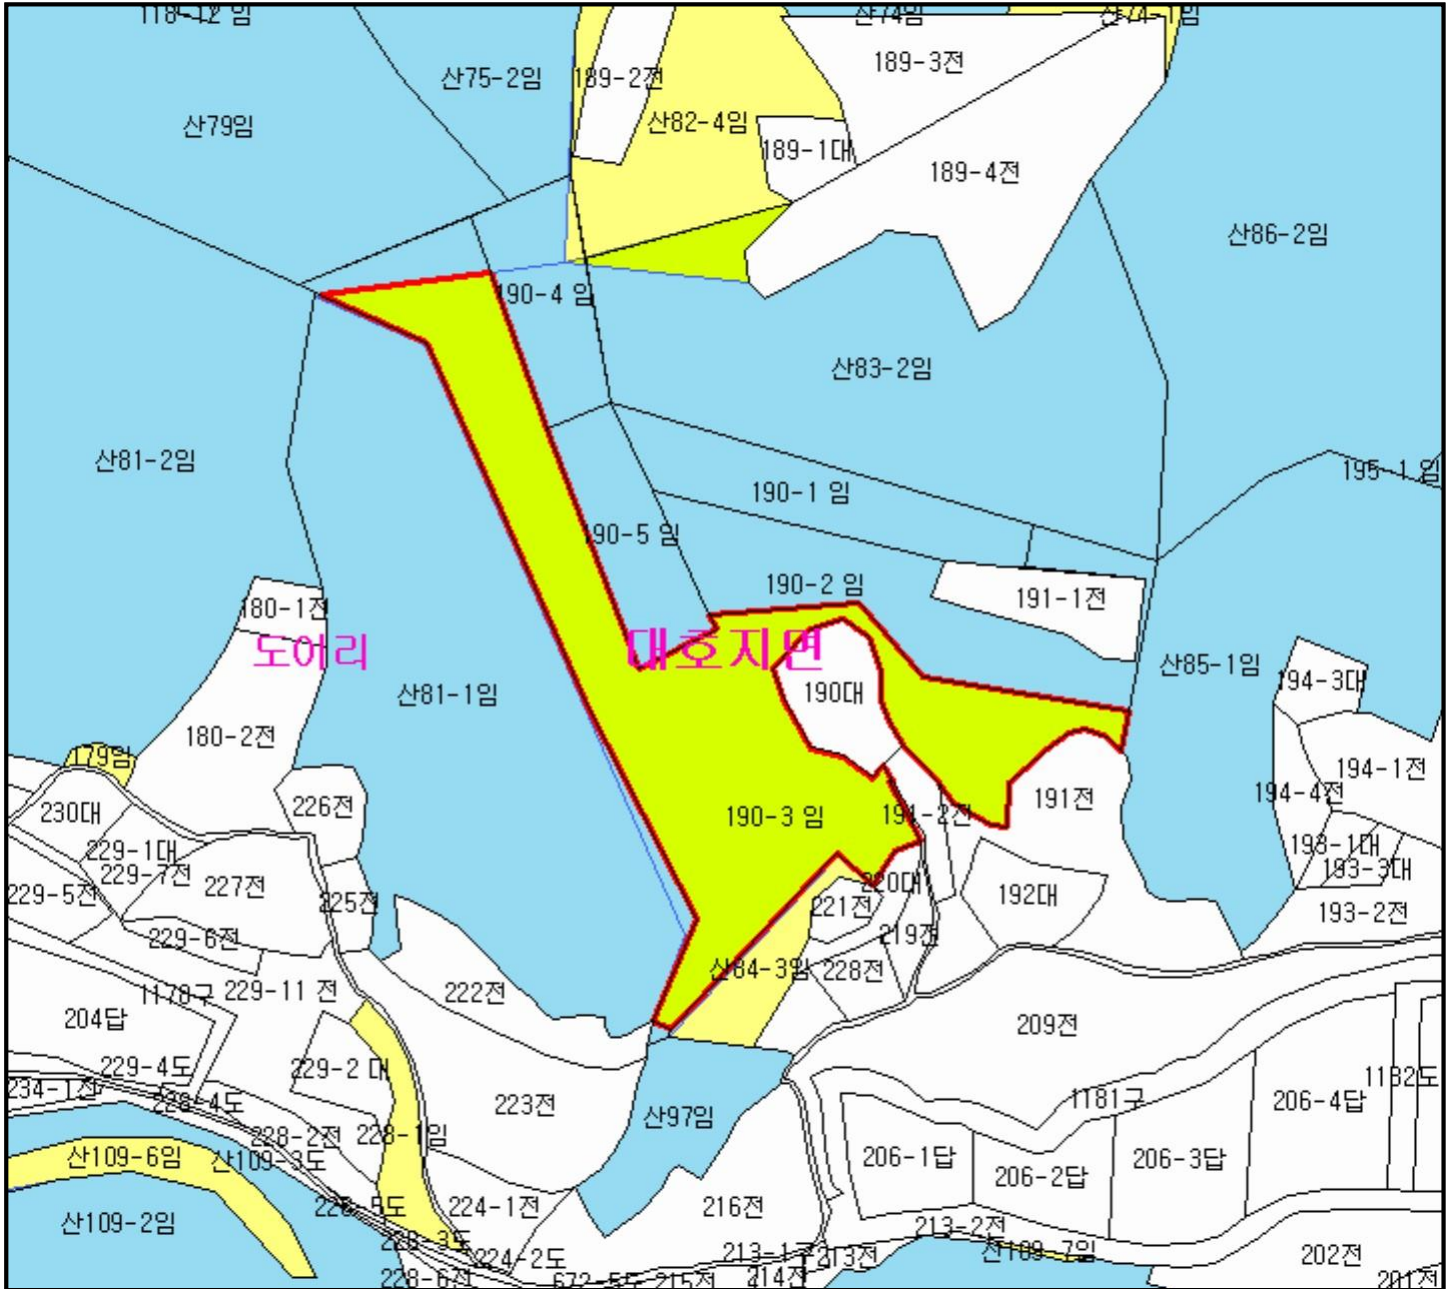 118-12 임
산74임
산74-1임
189-3전
산75-2임
189-2전
산82-4임
산79임
189-1대
189-4전
산86-2임
190-4 임
산83-2임
산81-2임
195-1 임
190-1 임
190-5 임
190-2 임
191-1전
180-1전
도이리
대호지면
산85-1임
194-3대
산81-1임
190대
180-2전
179임
194-1전
194-4전
230대
226전
190-3 임
191-2전
191전
229-1대
193-1대
229-7전
193-3대
229-5전
227전
225전
220대
192대
221전
193-2전
229-6전
219전
산84-3임
228전
1178구
229-11 전
222전
204답
209전
229-4도
229-2 대
1182도
234-1전
228-4도
223전
산97임
1181구
206-4답
228-2전
228-1임
산109-6임
산109-3도
206-1답
206-2답
206-3답
산109-2임
228-5도
224-1전
216전
213-2전
228-3도
224-2도
213전
산109-7임
202전
228-6전
672-5도
215전
214전
201전